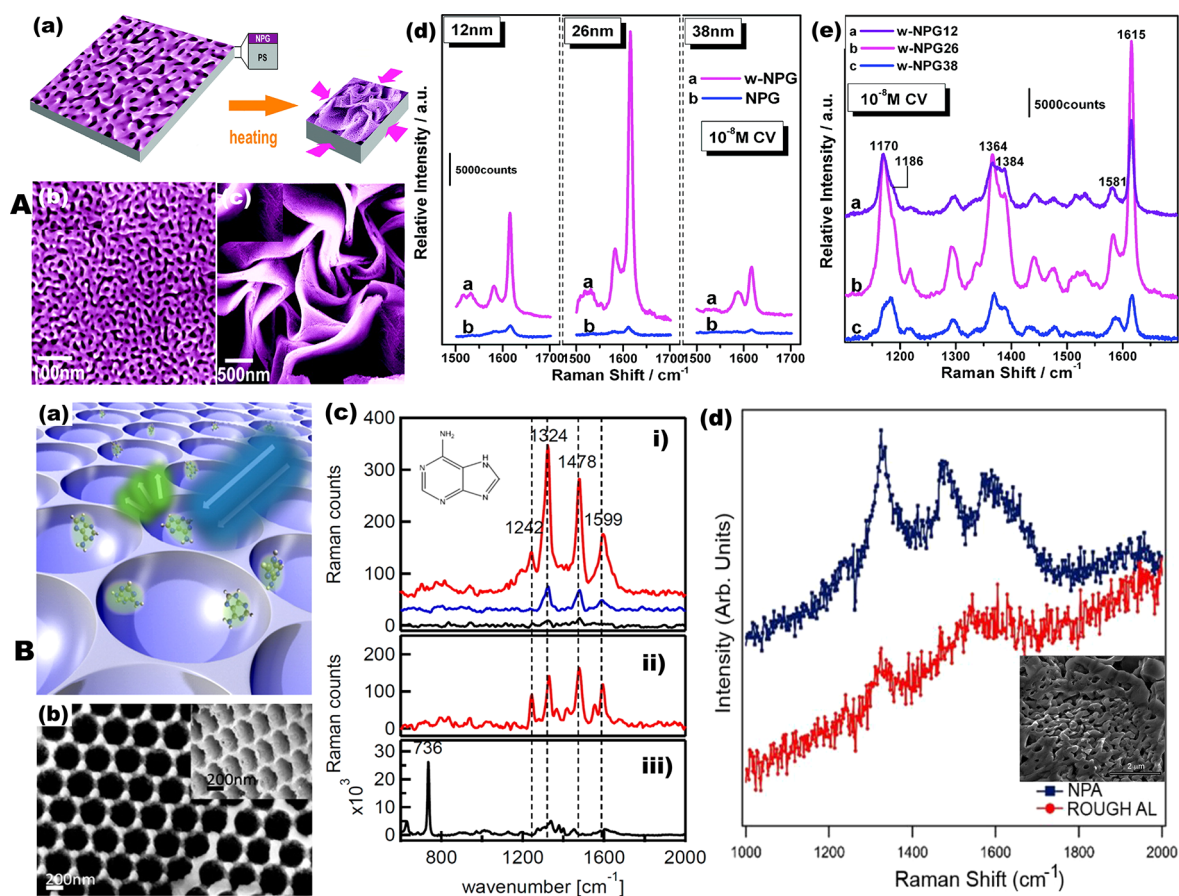 A
(a)
NPG
PS
heating
(b)
100nm
(c)
500nm
(d)
12nm
26nm
38nm
a w-NPG
b NPG
10⁻⁸M CV
5000counts
a
b
a
b
a
b
Relative Intensity / a.u.
1500 1600 1700
1500 1600 1700
1500 1600 1700
Raman Shift / cm⁻¹
(e)
a w-NPG12
b w-NPG26
c w-NPG38
10⁻⁸M CV
5000counts
1615
1170
1186
1364
1384
1581
a
b
c
Relative Intensity / a.u.
1200 1300 1400 1500 1600
Raman Shift / cm⁻¹
B
(a)
(b)
200nm
200nm
(c)
i)
NH₂
N
N
H
N
N
1324
1478
1242
1599
400
300
200
100
0
Raman counts
ii)
200
100
0
Raman counts
iii)
736
30
25
20
15
10
5
0
x10³
800 1200 1600 2000
wavenumber [cm⁻¹]
(d)
Intensity (Arb. Units)
2 µm
NPA
ROUGH AL
1000 1200 1400 1600 1800 2000
Raman Shift (cm⁻¹)